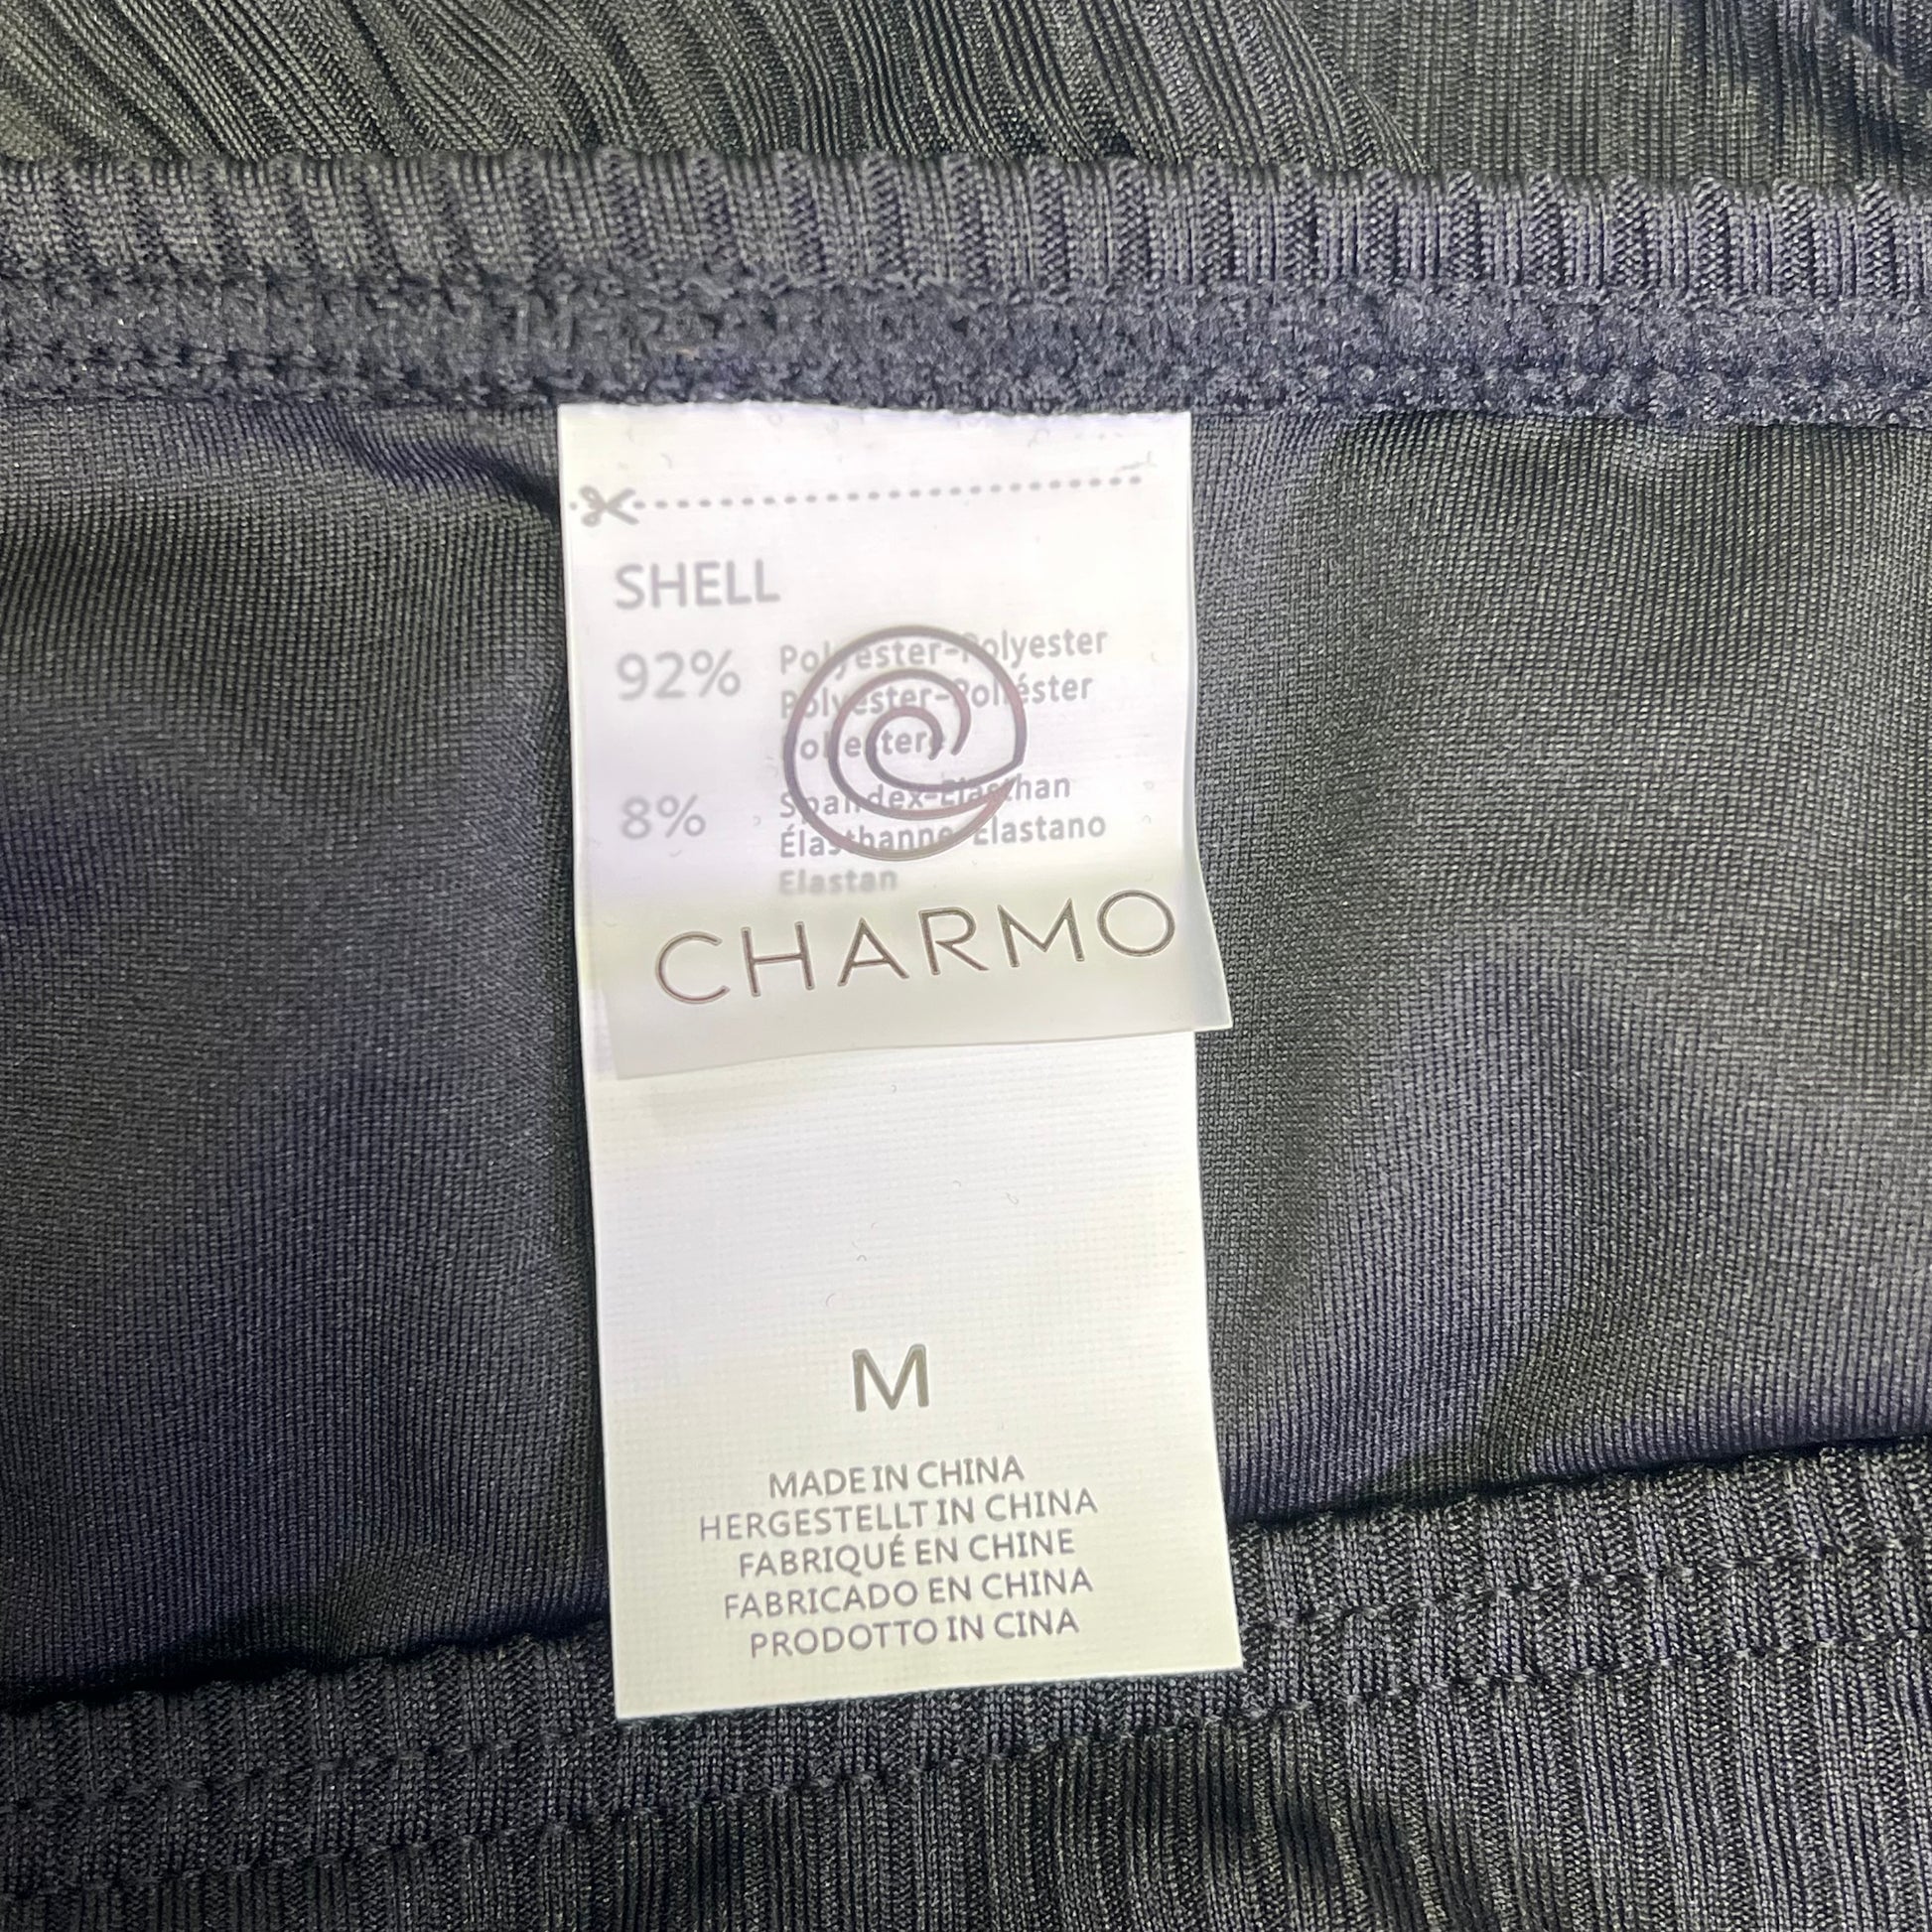 SHELL
92% Polyester-Polyester
Polyester-Poliéster
Poliestere
8% Spandex-Elasthan
Élasthanne-Elastano
Elastan
CHARMO
M
MADE IN CHINA
HERGESTELLT IN CHINA
FABRIQUÉ EN CHINE
FABRICADO EN CHINA
PRODOTTO IN CINA